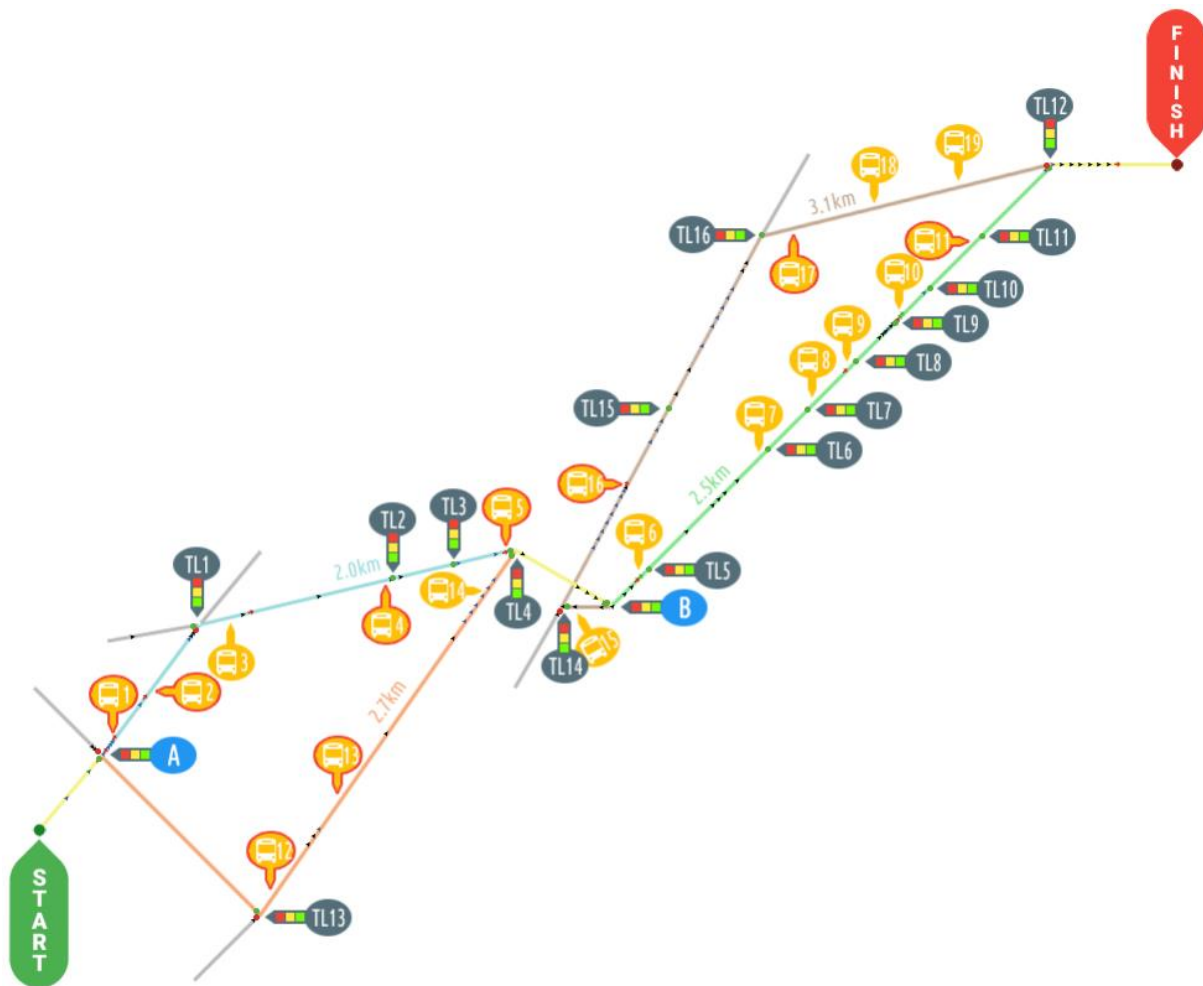 FINISH
TL12
19
18
3.1km
TL16
17
11
TL11
10
TL10
9
TL9
8
TL8
TL15
7
TL7
TL6
16
2.5km
5
TL3
TL2
6
TL1
2.0km
14
TL5
4
TL4
B
3
15
TL14
1
2
2.7km
A
13
12
START
TL13